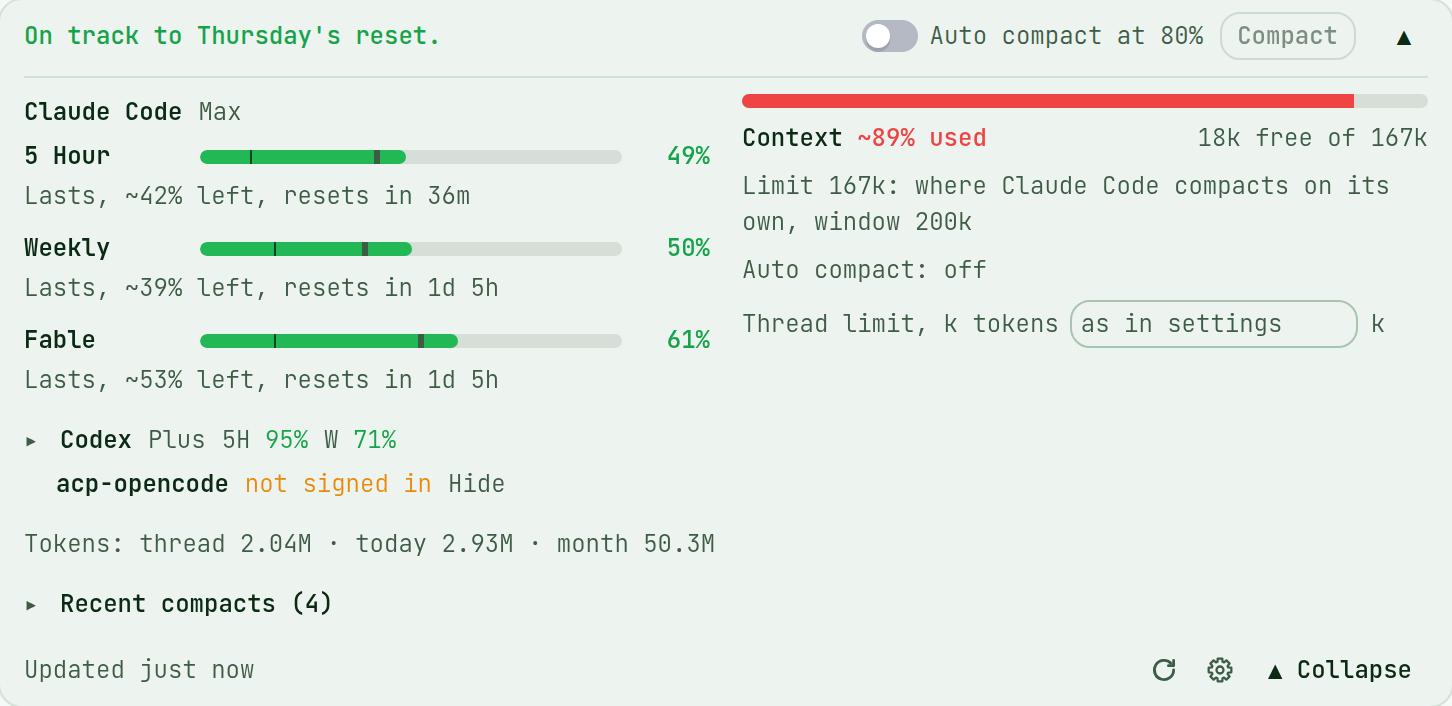 On track to Thursday's reset.
Auto compact at 80% Compact ▲
Claude Code Max
5 Hour 49%
Lasts, ~42% left, resets in 36m
Weekly 50%
Lasts, ~39% left, resets in 1d 5h
Fable 61%
Lasts, ~53% left, resets in 1d 5h
▸ Codex Plus 5H 95% W 71%
acp-opencode not signed in Hide
Tokens: thread 2.04M · today 2.93M · month 50.3M
▸ Recent compacts (4)
Context ~89% used 18k free of 167k
Limit 167k: where Claude Code compacts on its
own, window 200k
Auto compact: off
Thread limit, k tokens as in settings k
Updated just now
▲ Collapse